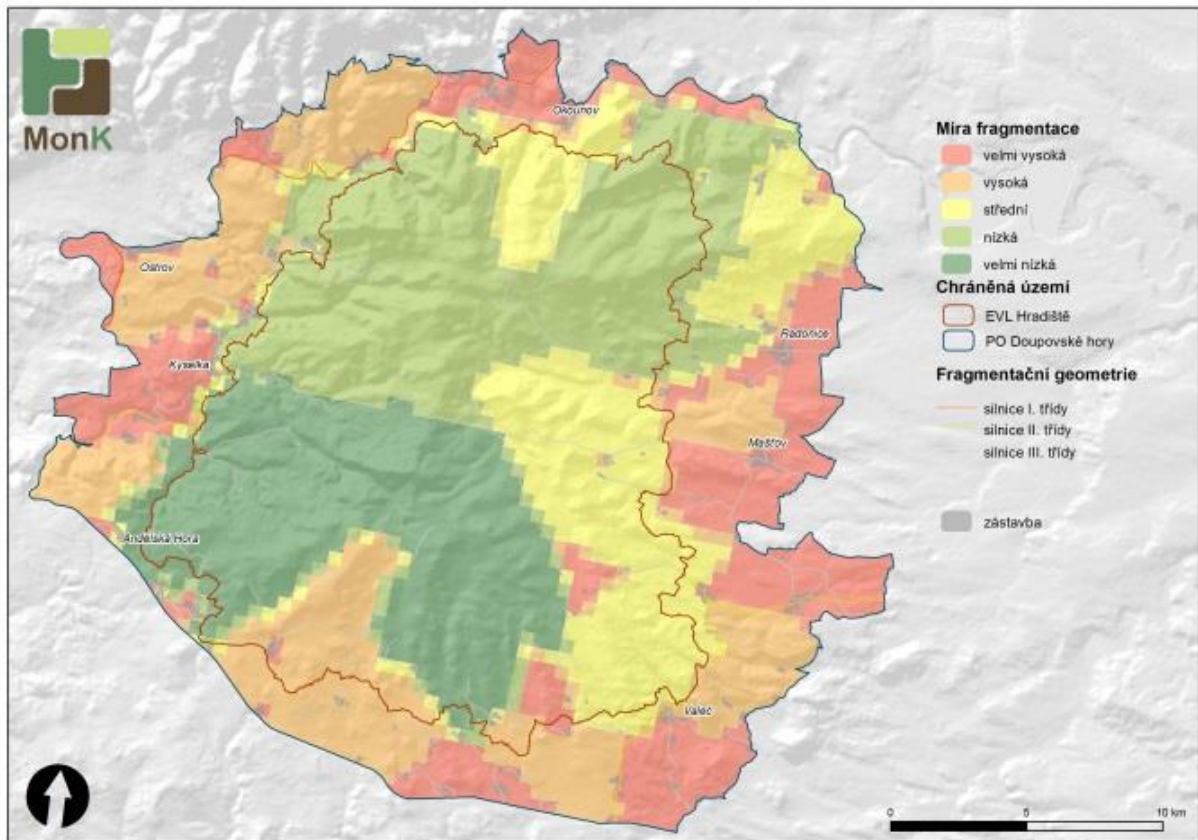 MonK
Okounov
Ostrov
Kyselka
Radonice
Mašťov
Andělská Hora
Valeč
Míra fragmentace
velmi vysoká
vysoká
střední
nízká
velmi nízká
Chráněná území
EVL Hradiště
PO Doupovské hory
Fragmentační geometrie
silnice I. třídy
silnice II. třídy
silnice III. třídy
zástavba
0 5 10 km